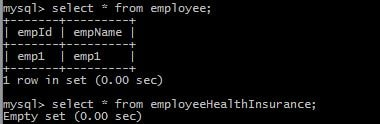 mysql> select * from employee;
+-------+---------+
| empId | empName |
+-------+---------+
| emp1  | emp1    |
+-------+---------+
1 row in set (0.00 sec)
mysql> select * from employeeHealthInsurance;
Empty set (0.00 sec)